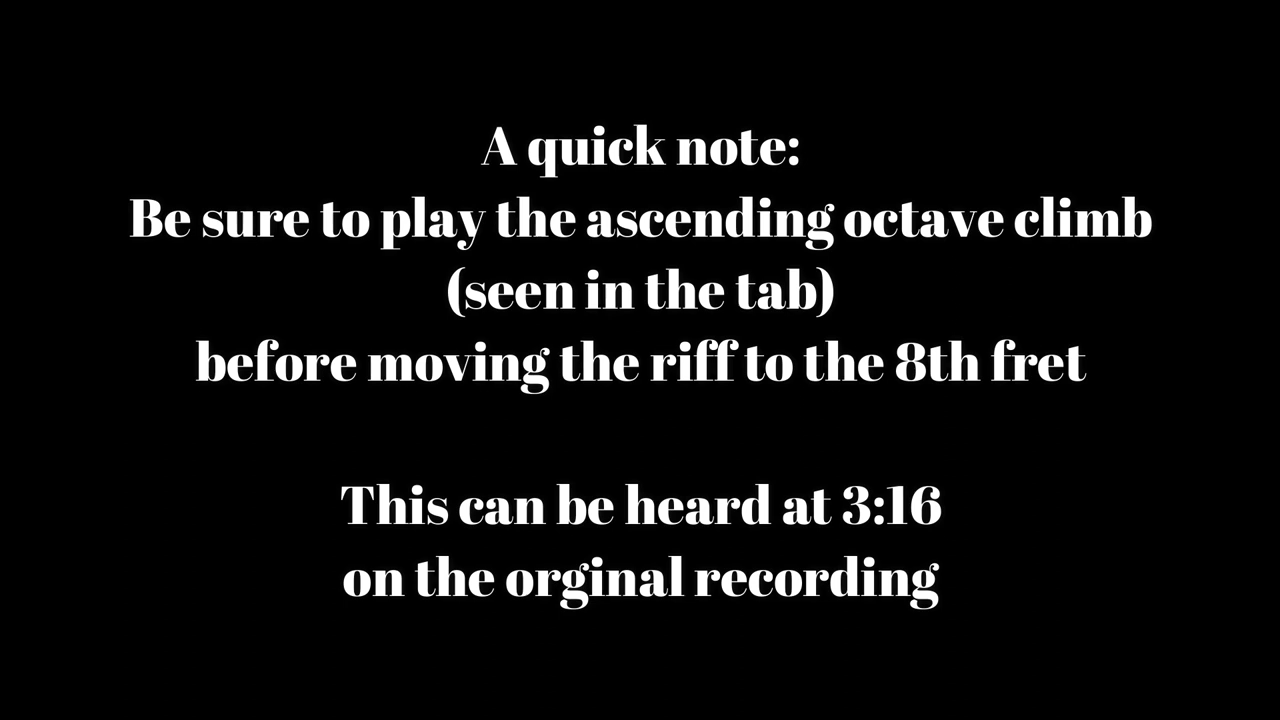 A quick note:
Be sure to play the ascending octave climb
(seen in the tab)
before moving the riff to the 8th fret
This can be heard at 3:16
on the orginal recording